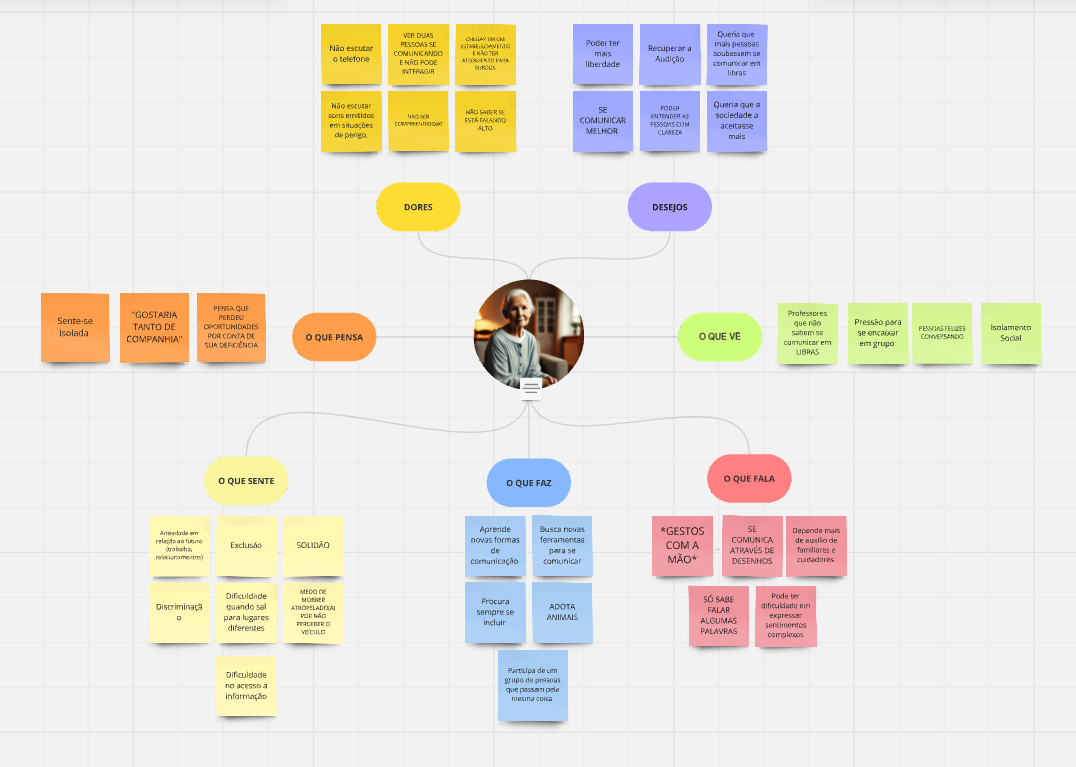 Não escutar
o telefone
VER DUAS
PESSOAS SE
COMUNICANDO
E NÃO PODE
INTERAGIR
CHEGAR EM UM
ESTABELECIMENTO
E NÃO TER
ATEDIMENTO PARA
SURDOS
Não escutar
sons emitidos
em situações
de perigo.
NÃO SER
COMPREENDIDO(A)
NÃO SABER SE
ESTÁ FALANDO
ALTO
DORES
Poder ter
mais
liberdade
Recuperar a
Audição
Queria que
mais pessoas
soubessem se
comunicar em
libras
SE
COMUNICAR
MELHOR
PODER
ENTENDER AS
PESSOAS COM
CLAREZA
Queria que a
sociedade a
aceitasse
mais
DESEJOS
Sente-se
Isolada
"GOSTARIA
TANTO DE
COMPANHIA"
PENSA QUE
PERDEU
OPORTUNIDADES
POR CONTA DE
SUA DEFICIÊNCIA
O QUE PENSA
O QUE VÊ
Professores
que não
sabem se
comunicar em
LIBRAS
Pressão para
se encaixar
em grupo
PESSOAS FELIZES
CONVERSANDO
Isolamento
Social
O QUE SENTE
Ansiedade em
relação ao futuro
(trabalho,
relacionamentos)
Exclusão
SOLIDÃO
Discriminaçã
o
Dificuldade
quando sai
para lugares
diferentes
MEDO DE
MORRER
ATROPELADO(A)
POR NÃO
PERCEBER O
VEÍCULO
Dificuldade
no acesso a
informação
O QUE FAZ
Aprende
novas formas
de
comunicação
Busca novas
ferramentas
para se
comunicar
Procura
sempre se
incluir
ADOTA
ANIMAIS
Participa de um
grupo de pessoas
que passam pela
mesma coisa
O QUE FALA
*GESTOS
COM A
MÃO*
SE
COMUNICA
ATRAVÉS DE
DESENHOS
Depende mais
de auxílio de
familiares e
cuidadores
SÓ SABE
FALAR
ALGUMAS
PALAVRAS
Pode ter
dificuldade em
expressar
sentimentos
complexos